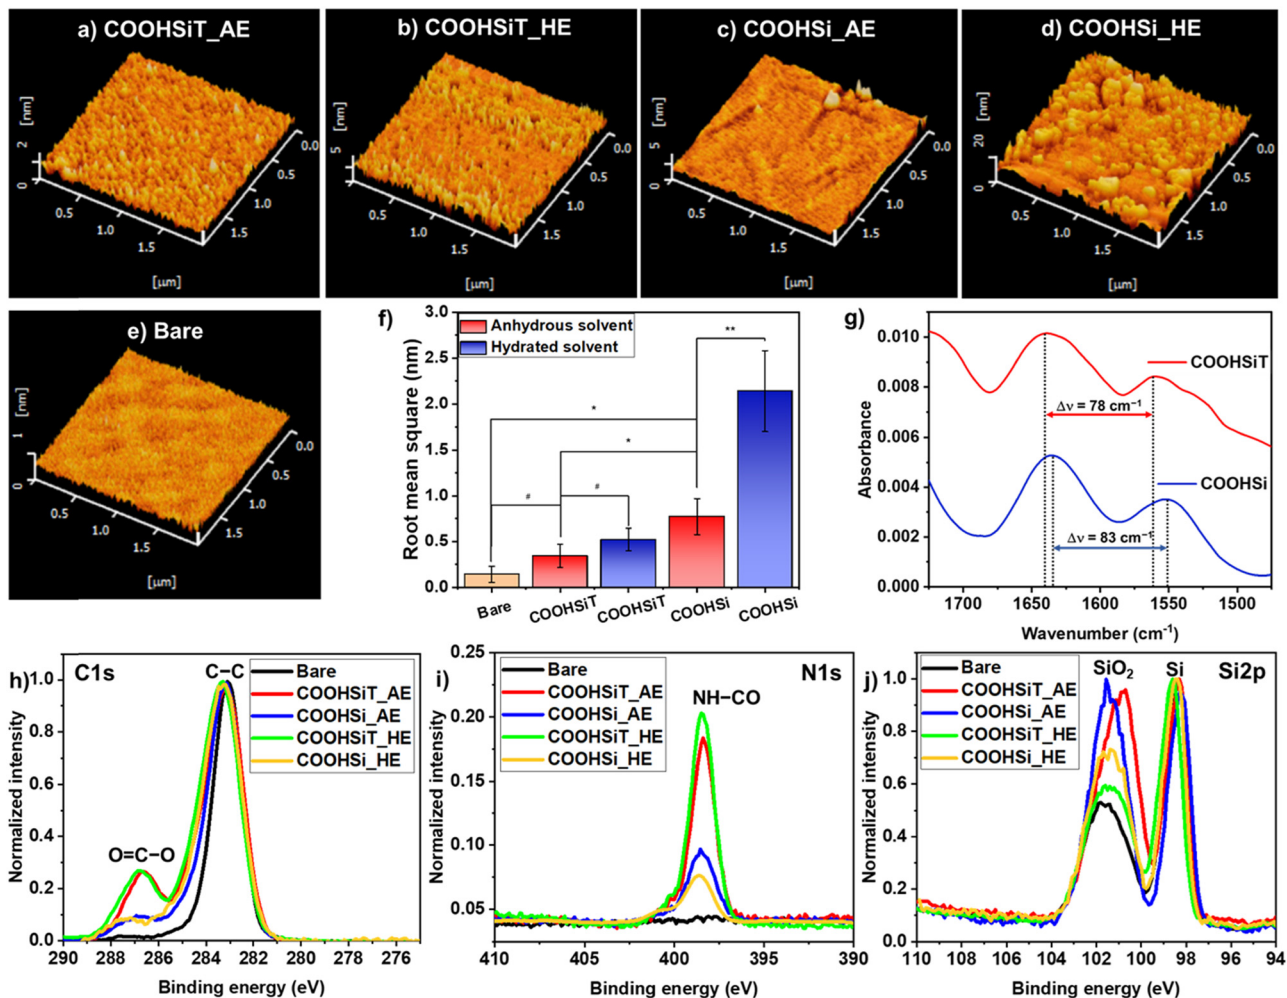 a) COOHSiT_AE
[nm]
2
0
0.5
1.0
1.5
[μm]
0.0
0.5
1.0
1.5
b) COOHSiT_HE
[nm]
5
0.5
1.0
1.5
[μm]
0.0
0.5
1.0
1.5
c) COOHSi_AE
[nm]
5
0
0.5
1.0
1.5
[μm]
0.0
0.5
1.0
1.5
d) COOHSi_HE
[nm]
20
0
0.5
1.0
1.5
[μm]
0.0
0.5
1.0
1.5
e) Bare
[nm]
1
0
0.5
1.0
1.5
[μm]
0.0
0.5
1.0
1.5
f)
Root mean square (nm)
3.0
2.5
2.0
1.5
1.0
0.5
0.0
Anhydrous solvent
Hydrated solvent
**
*
*
#
#
Bare
COOHSiT
COOHSiT
COOHSi
COOHSi
g)
Absorbance
0.010
0.008
0.006
0.004
0.002
0.000
COOHSiT
Δν = 78 cm⁻¹
COOHSi
Δν = 83 cm⁻¹
1700 1650 1600 1550 1500
Wavenumber (cm⁻¹)
h)
C1s
C−C
O=C−O
Bare
COOHSiT_AE
COOHSi_AE
COOHSiT_HE
COOHSi_HE
Normalized intensity
1.0
0.8
0.6
0.4
0.2
0.0
290 288 286 284 282 280 278 276
Binding energy (eV)
i)
N1s
NH−CO
Bare
COOHSiT_AE
COOHSi_AE
COOHSiT_HE
COOHSi_HE
Normalized intensity
0.25
0.20
0.15
0.10
0.05
410 405 400 395 390
Binding energy (eV)
j)
SiO₂
Si
Si2p
Bare
COOHSiT_AE
COOHSi_AE
COOHSiT_HE
COOHSi_HE
Normalized intensity
1.0
0.8
0.6
0.4
0.2
0.0
110 108 106 104 102 100 98 96 94
Binding energy (eV)